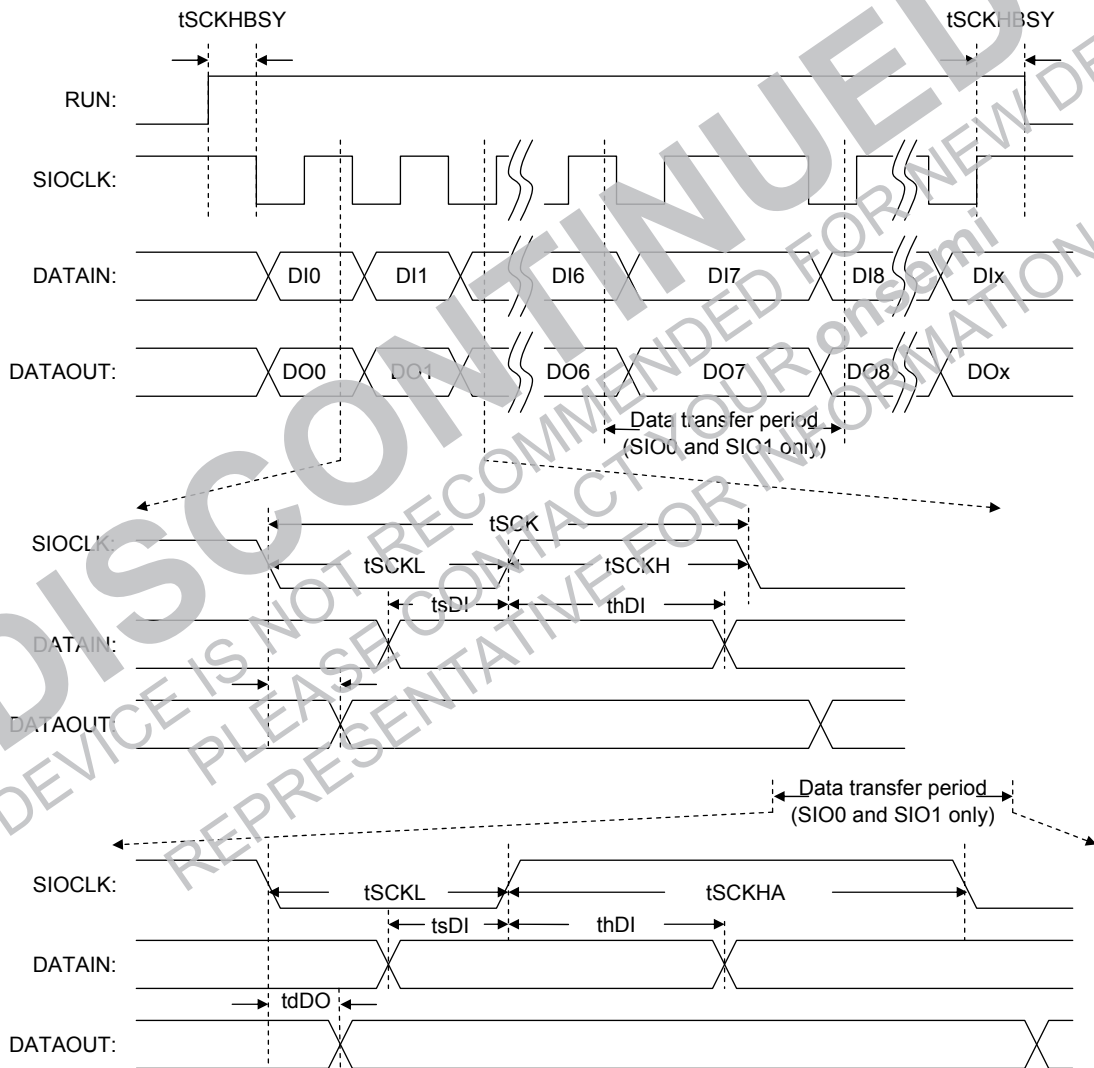 tSCKHBSY tSCKHBSY
RUN:
SIOCLK:
DATAIN: DI0 DI1 DI6 DI7 DI8 DIx
DATAOUT: DO0 DO1 DO6 DO7 DO8 DOx
Data transfer period
(SIO0 and SIO1 only)
tSCK
SIOCLK:
tSCKL tSCKH
tsDI thDI
DATAIN:
DATAOUT:
Data transfer period
(SIO0 and SIO1 only)
SIOCLK:
tSCKL tSCKHA
tsDI thDI
DATAIN:
tdDO
DATAOUT:
DISCONTINUED
DEVICE IS NOT RECOMMENDED FOR NEW
PLEASE CONTACT YOUR onsemi
REPRESENTATIVE FOR INFORMATION